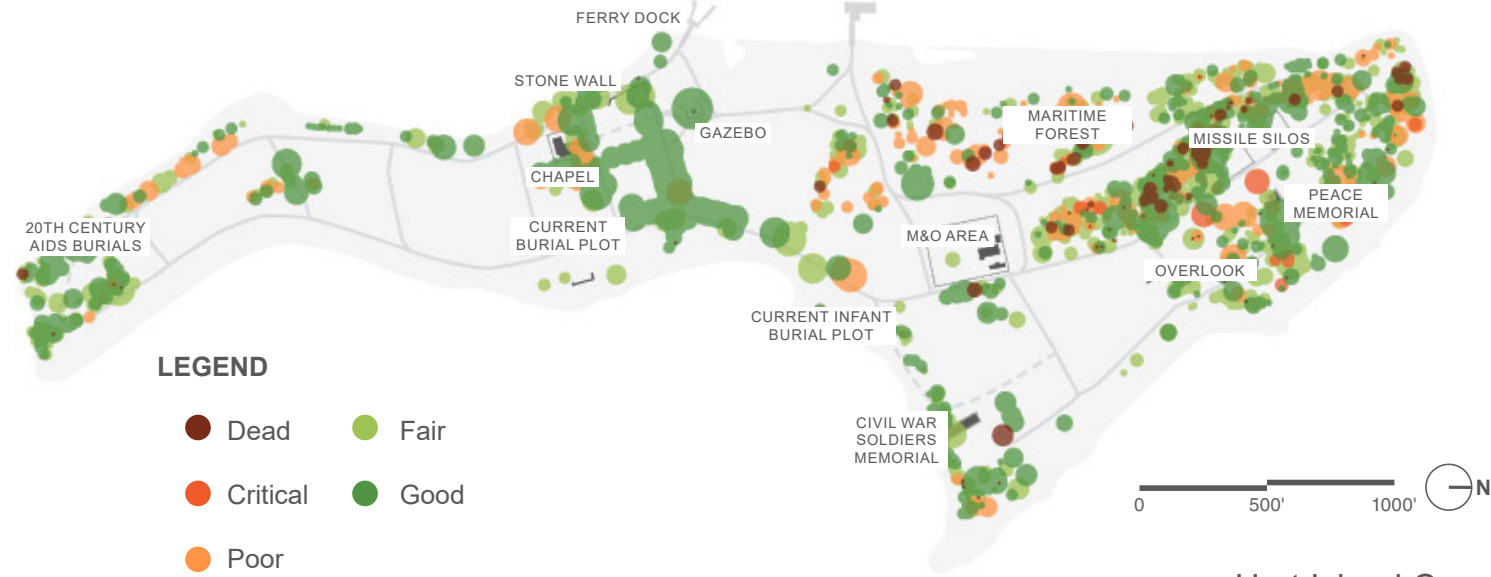 FERRY DOCK
STONE WALL
GAZEBO
MARITIME
FOREST
MISSILE SILOS
CHAPEL
PEACE
MEMORIAL
20TH CENTURY
AIDS BURIALS
CURRENT
BURIAL PLOT
M&O AREA
OVERLOOK
CURRENT INFANT
BURIAL PLOT
LEGEND
Dead
Fair
Critical
Good
Poor
CIVIL WAR
SOLDIERS
MEMORIAL
0 500' 1000'
N